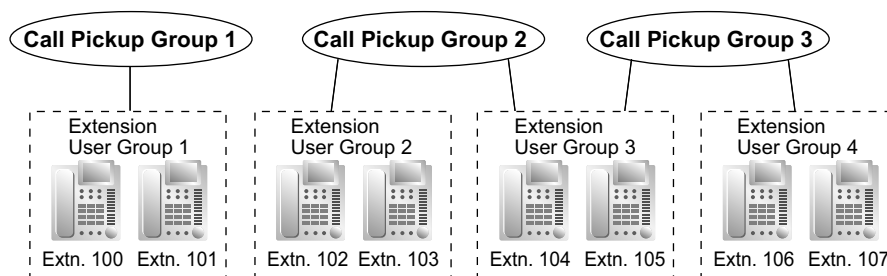 Call Pickup Group 1
Call Pickup Group 2
Call Pickup Group 3
Extension
User Group 1
Extension
User Group 2
Extension
User Group 3
Extension
User Group 4
Extn. 100
Extn. 101
Extn. 102
Extn. 103
Extn. 104
Extn. 105
Extn. 106
Extn. 107